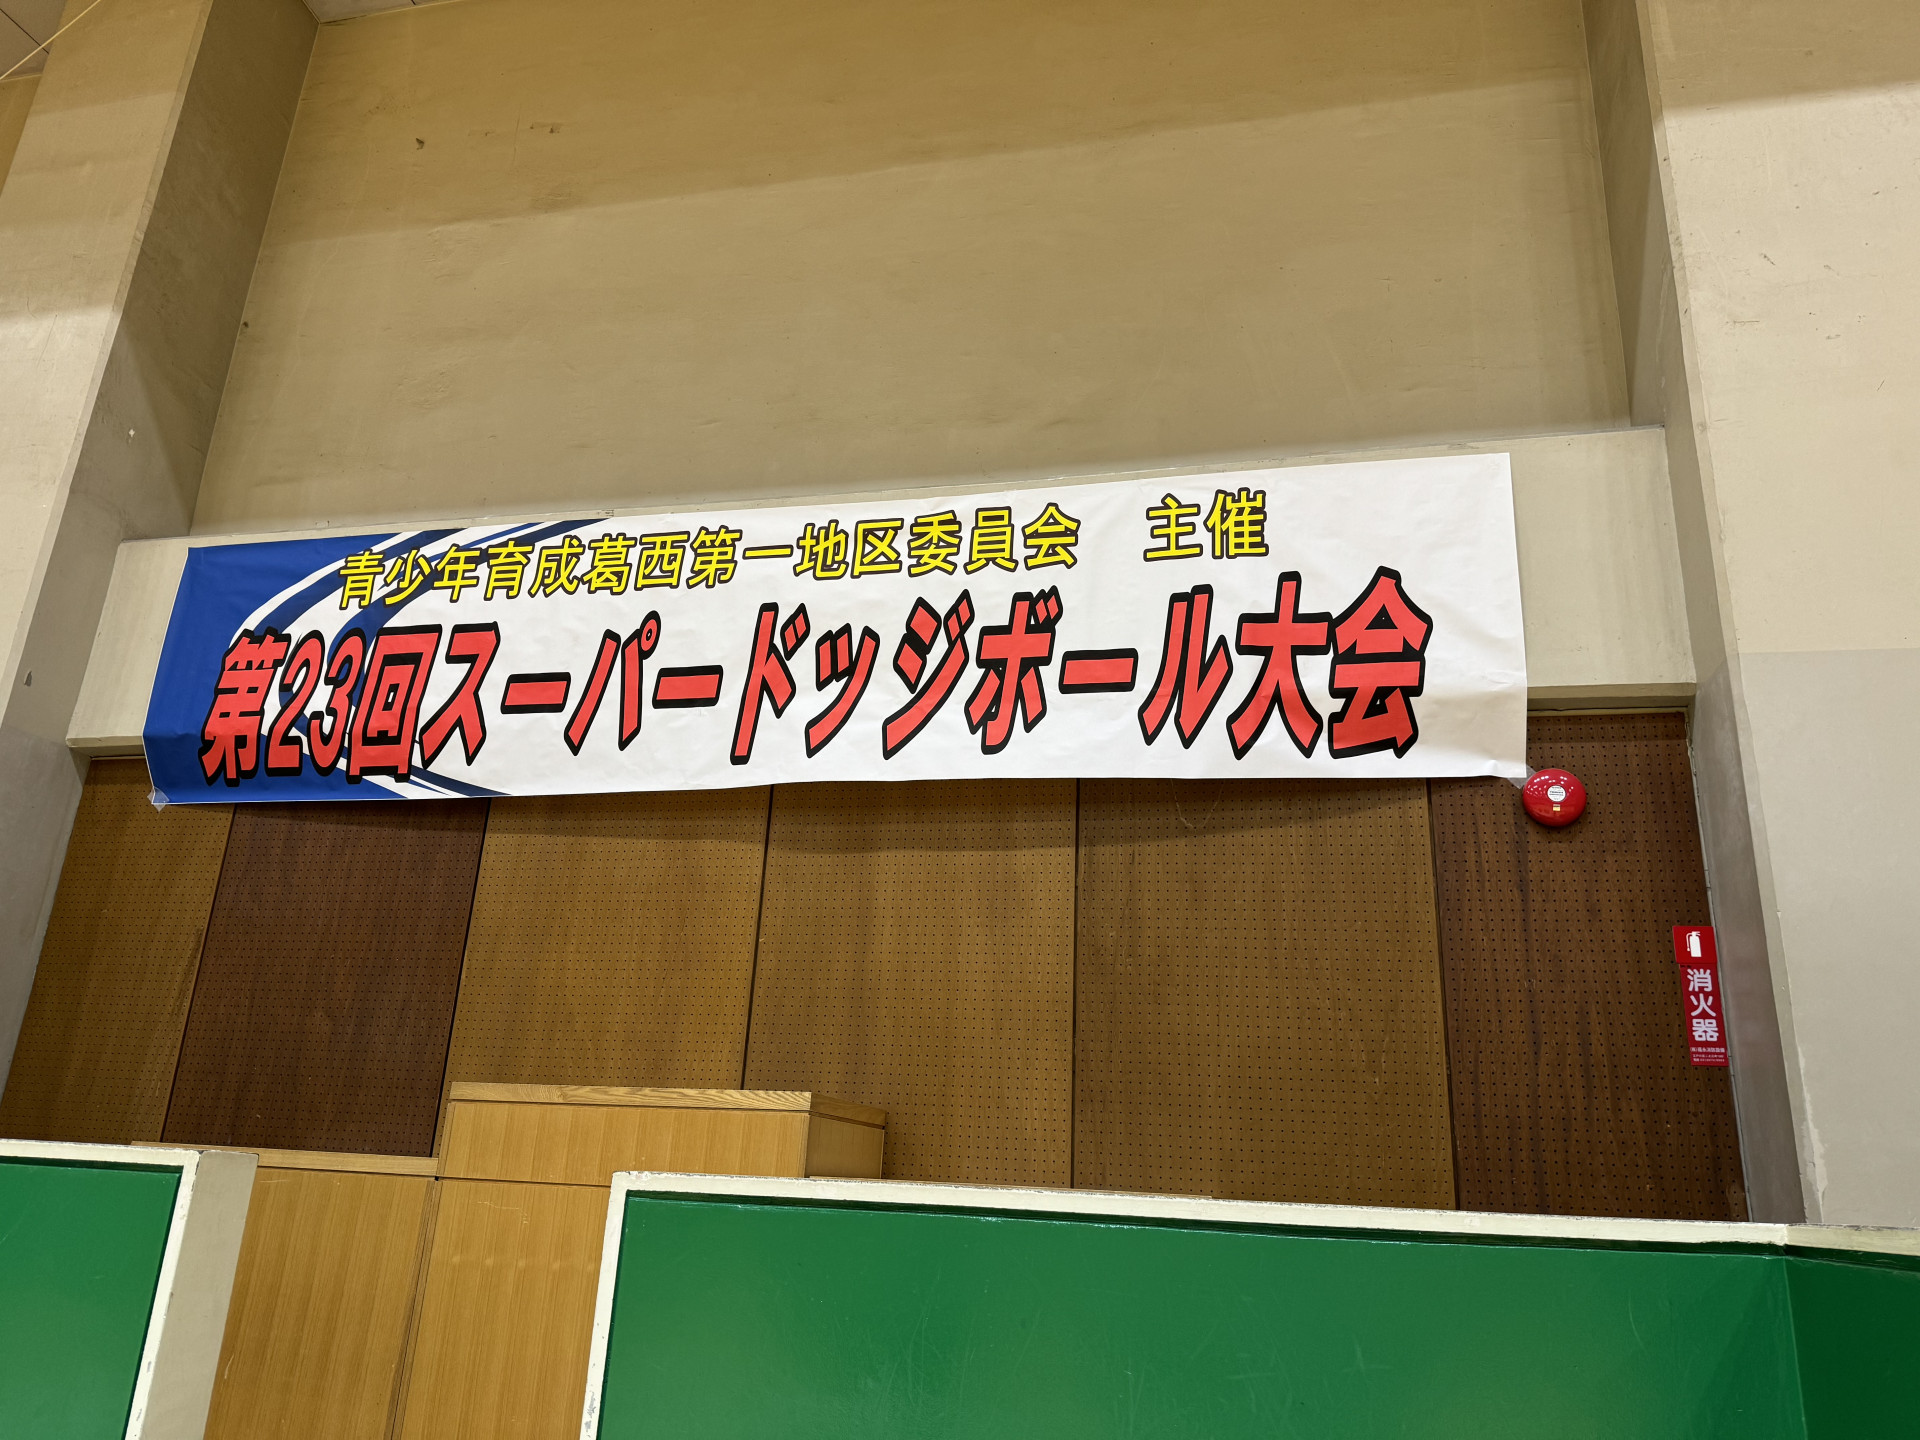 青少年育成葛西第一地区委員会　主催
第23回スーパードッジボール大会
消火器